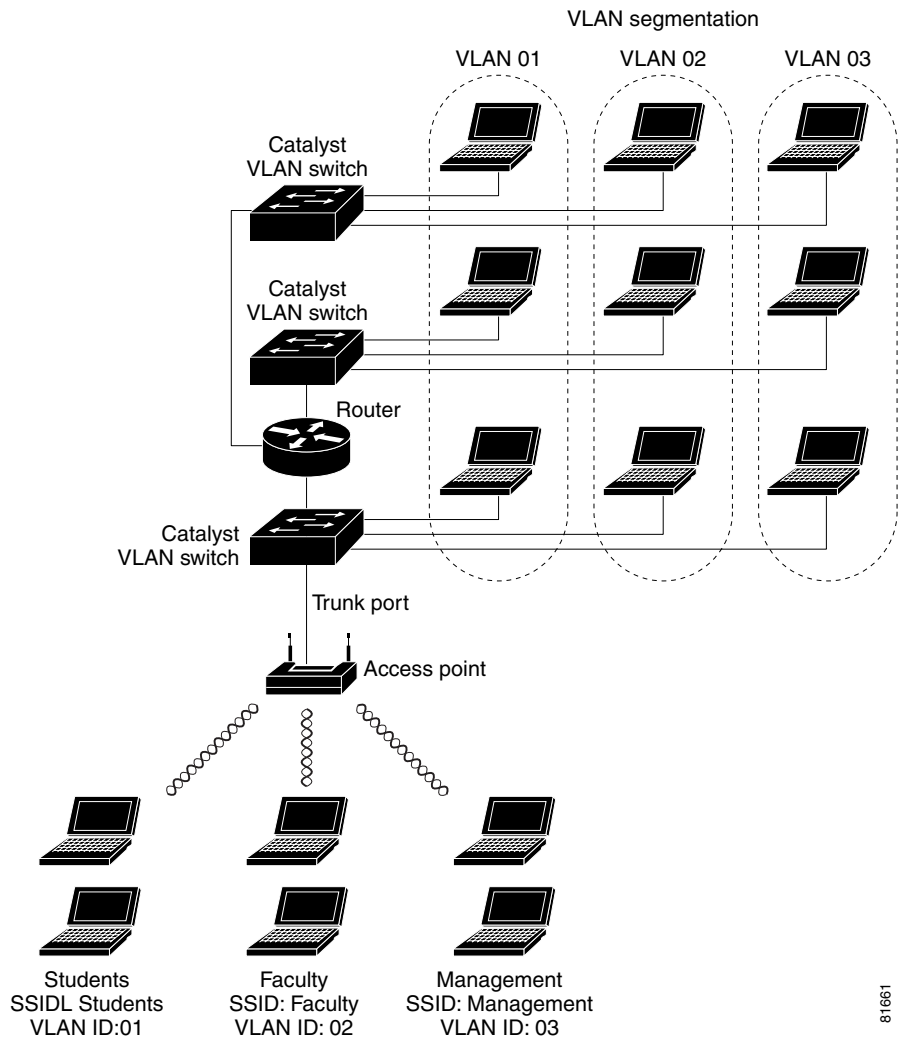 VLAN segmentation
VLAN 01 VLAN 02 VLAN 03
Catalyst
VLAN switch
Catalyst
VLAN switch
Router
Catalyst
VLAN switch
Trunk port
Access point
Students
SSIDL Students
VLAN ID:01
Faculty
SSID: Faculty
VLAN ID: 02
Management
SSID: Management
VLAN ID: 03
81661